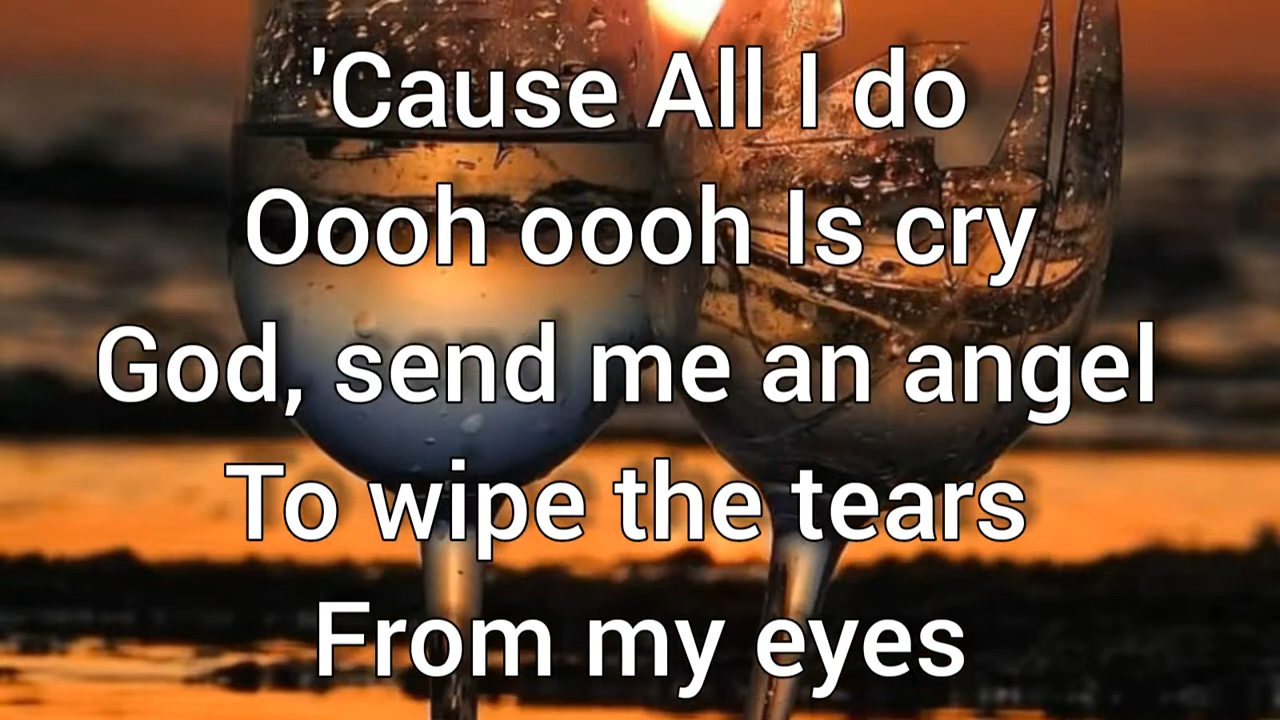 'Cause All I do
Oooh oooh Is cry
God, send me an angel
To wipe the tears
From my eyes